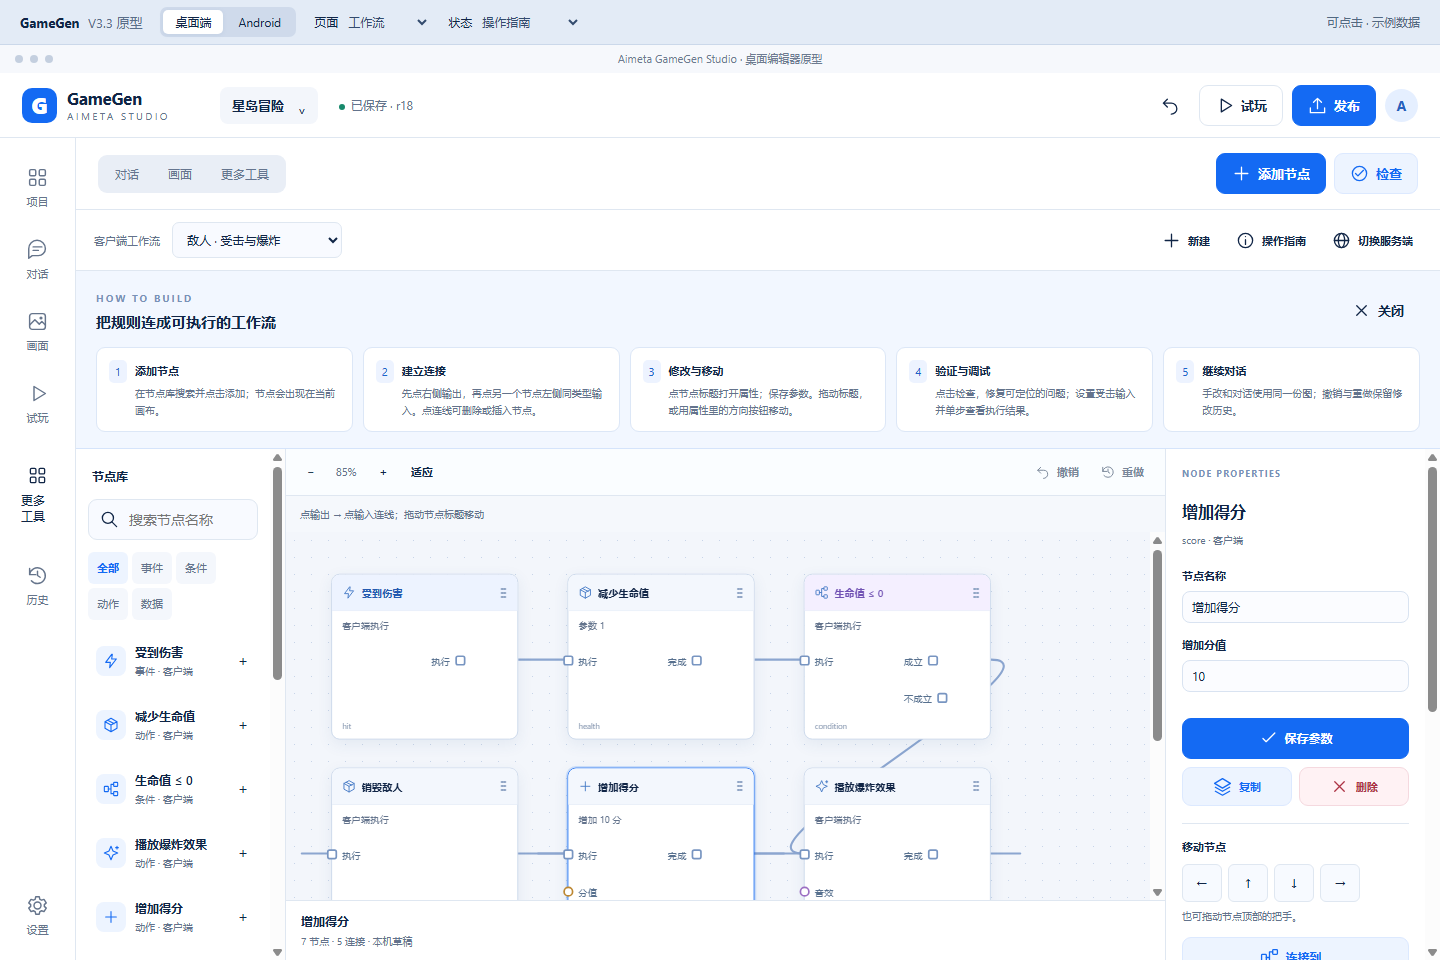 GameGen V3.3 原型 桌面端 Android 页面 工作流 状态 操作指南 可点击 · 示例数据
Aimeta GameGen Studio · 桌面编辑器原型
G GameGen
AIMETA STUDIO
星岛冒险 已保存 · r18 试玩 发布 A
项目
对话
画面
试玩
更多
工具
历史
设置
对话 画面 更多工具 添加节点 检查
客户端工作流 敌人 · 受击与爆炸 新建 操作指南 切换服务端
HOW TO BUILD
把规则连成可执行的工作流
关闭
1 添加节点
在节点库搜索并点击添加；节点会出现在当前
画布。
2 建立连接
先点右侧输出，再点另一个节点左侧同类型输
入。点连线可删除或插入节点。
3 修改与移动
点节点标题打开属性；保存参数。拖动标题，
或用属性里的方向按钮移动。
4 验证与调试
点击检查，修复可定位的问题；设置受击输入
并单步查看执行结果。
5 继续对话
手改和对话使用同一份图；撤销与重做保留修
改历史。
节点库
搜索节点名称
全部 事件 条件
动作 数据
受到伤害
事件 · 客户端
+
减少生命值
动作 · 客户端
+
生命值 ≤ 0
条件 · 客户端
+
播放爆炸效果
动作 · 客户端
+
增加得分
动作 · 客户端
+
− 85% + 适应 撤销 重做
点输出 → 点输入连线；拖动节点标题移动
受到伤害
客户端执行
执行
hit
减少生命值
参数 1
执行 完成
health
生命值 ≤ 0
客户端执行
执行 成立
不成立
condition
销毁敌人
客户端执行
执行
增加得分
增加 10 分
执行 完成
分值
播放爆炸效果
客户端执行
执行 完成
音效
增加得分
7 节点 · 5 连接 · 本机草稿
NODE PROPERTIES
增加得分
score · 客户端
节点名称
增加得分
增加分值
10
保存参数
复制 删除
移动节点
← ↑ ↓ →
也可拖动节点顶部的把手。
连接到